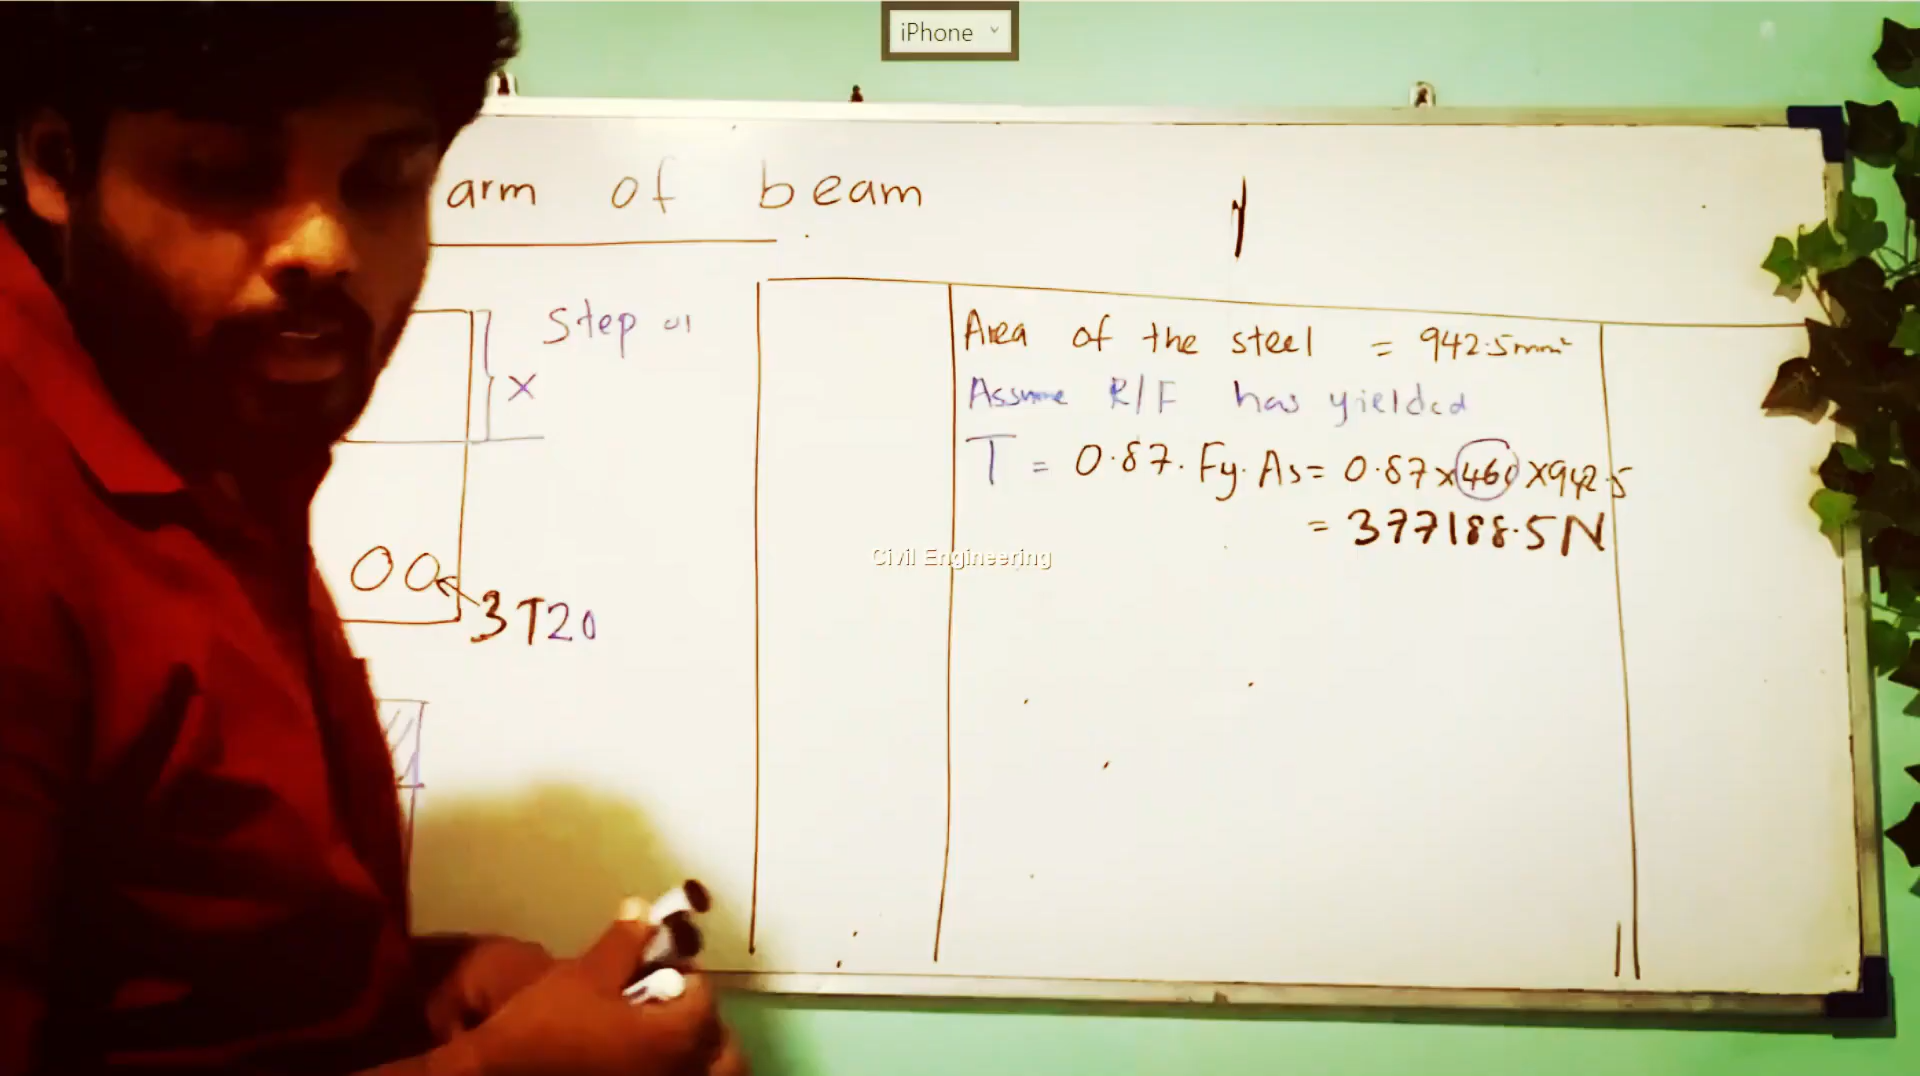 iPhone
arm of beam
Step 01
X
3T20
Area of the steel = 942.5mm²
Assume R/F has yielded
T = 0.87.Fy.As = 0.87×460×942.5
= 377188.5N
Civil Engineering